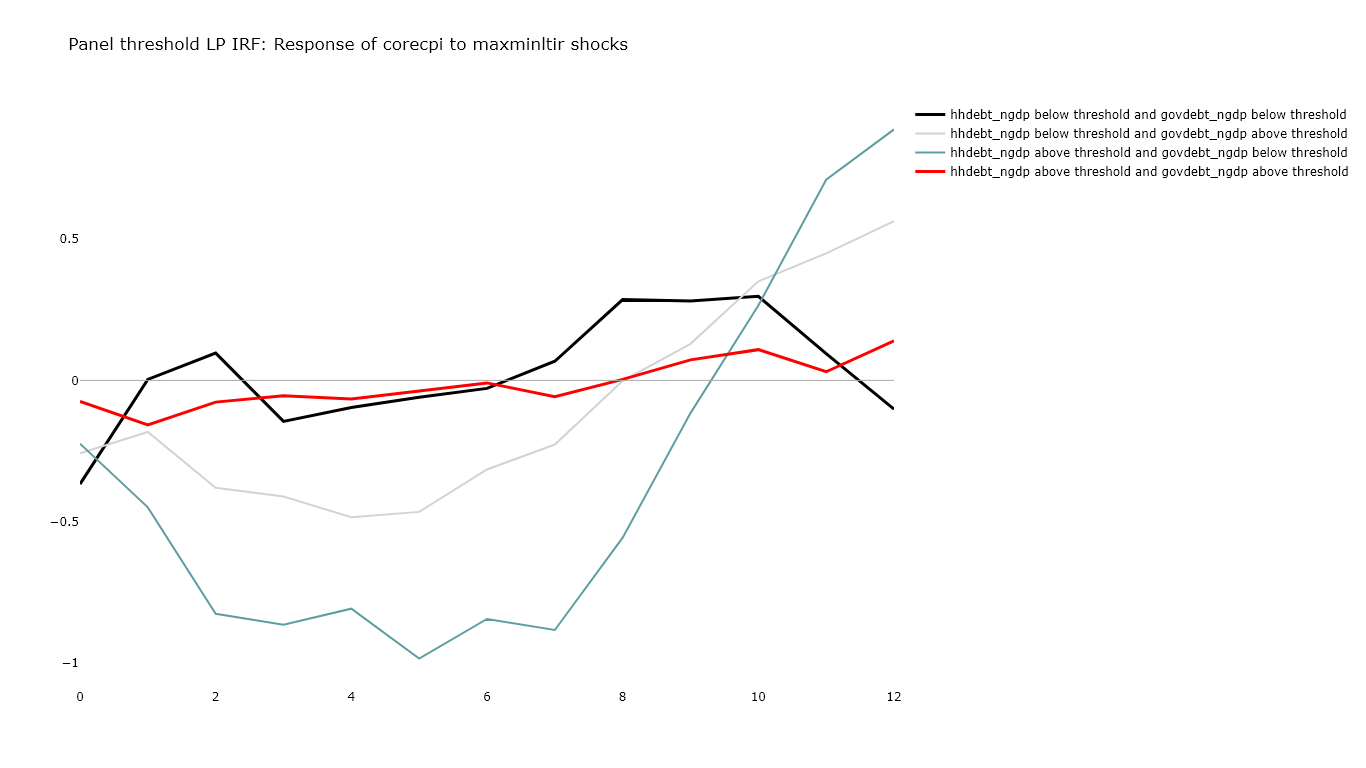 Panel threshold LP IRF: Response of corecpi to maxminltir shocks
hhdebt_ngdp below threshold and govdebt_ngdp below threshold
hhdebt_ngdp below threshold and govdebt_ngdp above threshold
hhdebt_ngdp above threshold and govdebt_ngdp below threshold
hhdebt_ngdp above threshold and govdebt_ngdp above threshold
0.5
0
−0.5
−1
0 2 4 6 8 10 12